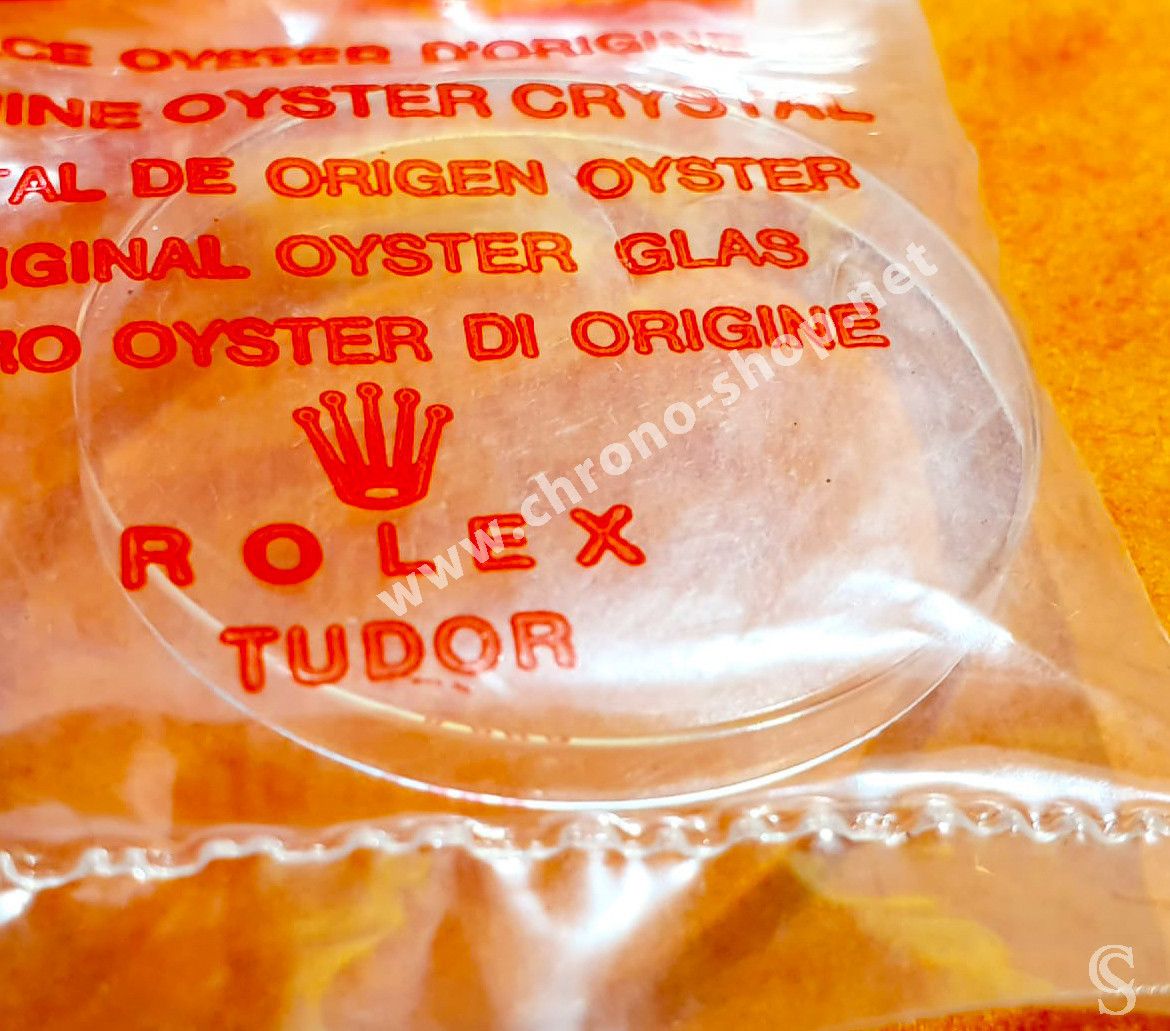 CE OYSTER D'ORIGINE
INE OYSTER CRYSTAL
TAL DE ORIGEN OYSTER
IGINAL OYSTER GLAS
RO OYSTER DI ORIGINE
ROLEX
TUDOR
www.chrono-shop.net